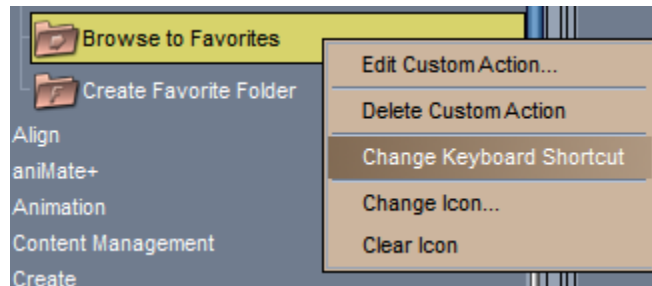 Browse to Favorites
Create Favorite Folder
Align
aniMate+
Animation
Content Management
Create
Edit Custom Action...
Delete Custom Action
Change Keyboard Shortcut
Change Icon...
Clear Icon